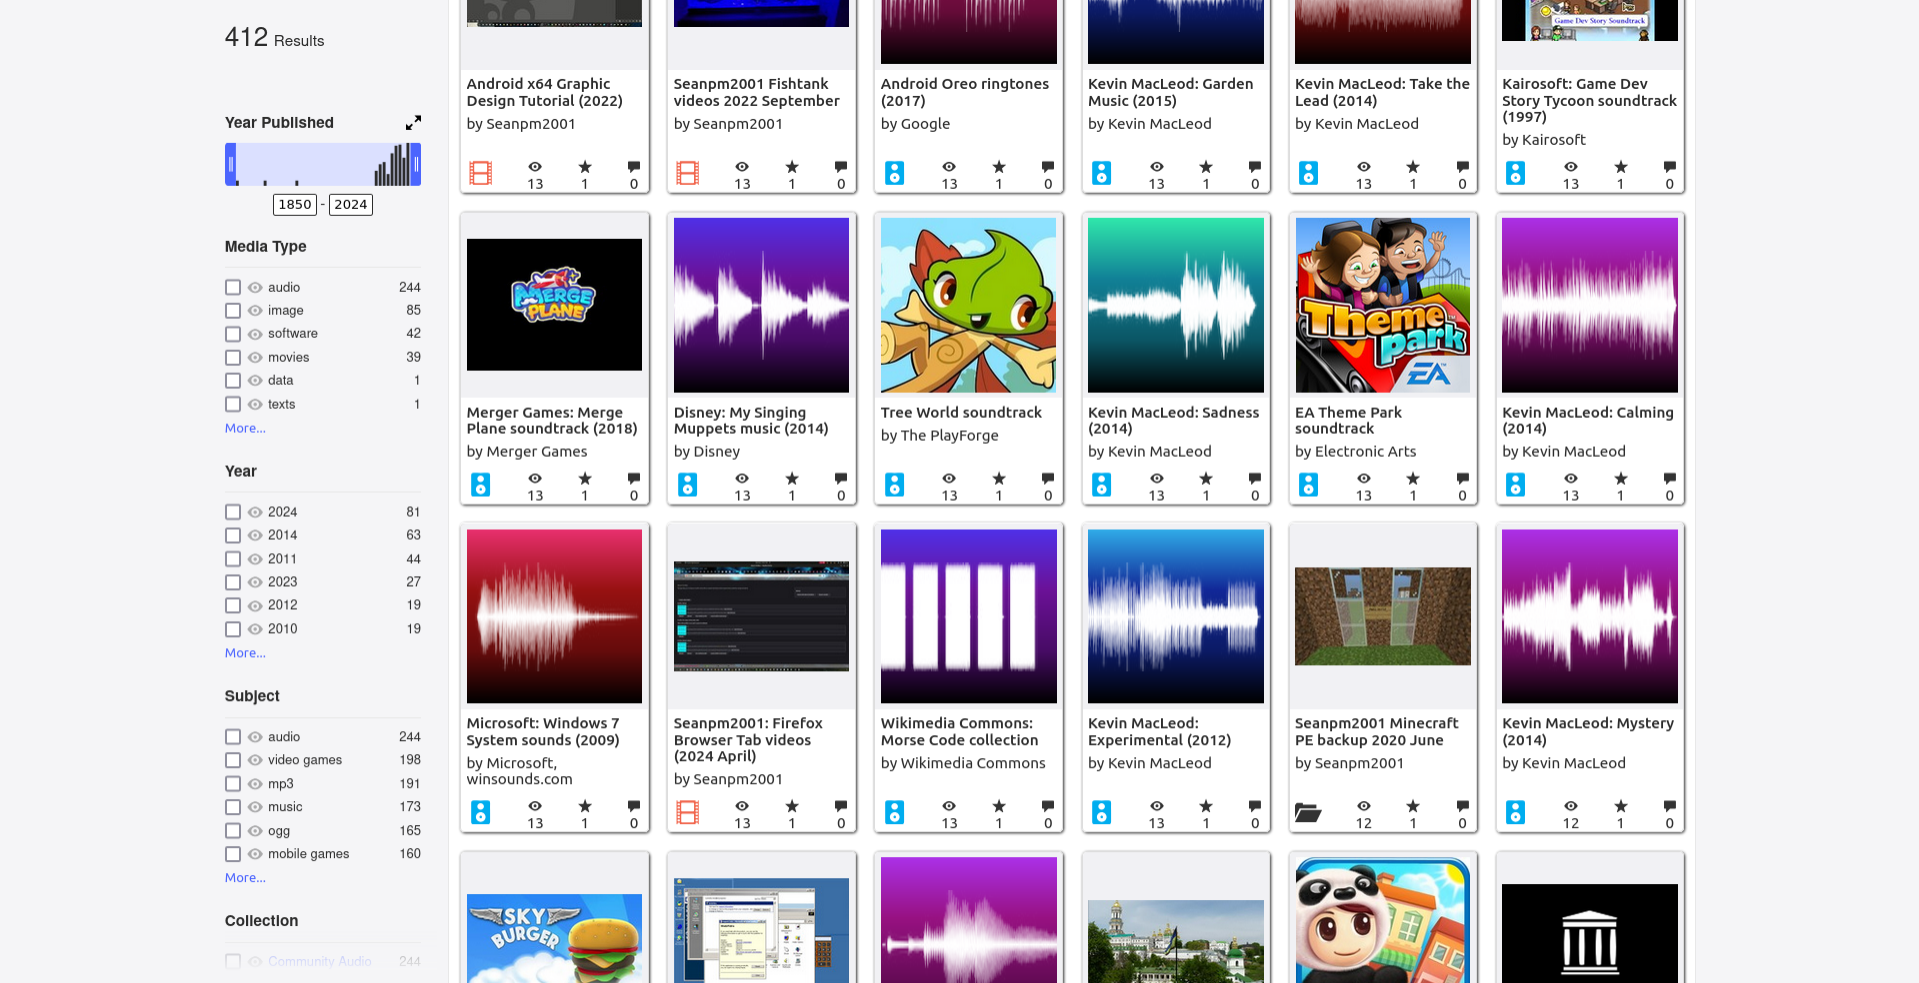 412 Results
Year Published
1850 - 2024
Media Type
audio 244
image 85
software 42
movies 39
data 1
texts 1
More...
Year
2024 81
2014 63
2011 44
2023 27
2012 19
2010 19
More...
Subject
audio 244
video games 198
mp3 191
music 173
ogg 165
mobile games 160
More...
Collection
Community Audio 244
Android x64 Graphic
Design Tutorial (2022)
by Seanpm2001
13 1 0
Seanpm2001 Fishtank
videos 2022 September
by Seanpm2001
13 1 0
Android Oreo ringtones
(2017)
by Google
13 1 0
Kevin MacLeod: Garden
Music (2015)
by Kevin MacLeod
13 1 0
Kevin MacLeod: Take the
Lead (2014)
by Kevin MacLeod
13 1 0
Game Dev Story Soundtrack
Kairosoft: Game Dev
Story Tycoon soundtrack
(1997)
by Kairosoft
13 1 0
MERGE
PLANE
Merger Games: Merge
Plane soundtrack (2018)
by Merger Games
13 1 0
Disney: My Singing
Muppets music (2014)
by Disney
13 1 0
Tree World soundtrack
by The PlayForge
13 1 0
Kevin MacLeod: Sadness
(2014)
by Kevin MacLeod
13 1 0
Theme
park
EA
EA Theme Park
soundtrack
by Electronic Arts
13 1 0
Kevin MacLeod: Calming
(2014)
by Kevin MacLeod
13 1 0
Microsoft: Windows 7
System sounds (2009)
by Microsoft,
winsounds.com
13 1 0
Seanpm2001: Firefox
Browser Tab videos
(2024 April)
by Seanpm2001
13 1 0
Wikimedia Commons:
Morse Code collection
by Wikimedia Commons
13 1 0
Kevin MacLeod:
Experimental (2012)
by Kevin MacLeod
13 1 0
Seanpm2001 Minecraft
PE backup 2020 June
by Seanpm2001
12 1 0
Kevin MacLeod: Mystery
(2014)
by Kevin MacLeod
12 1 0
SKY
BURGER